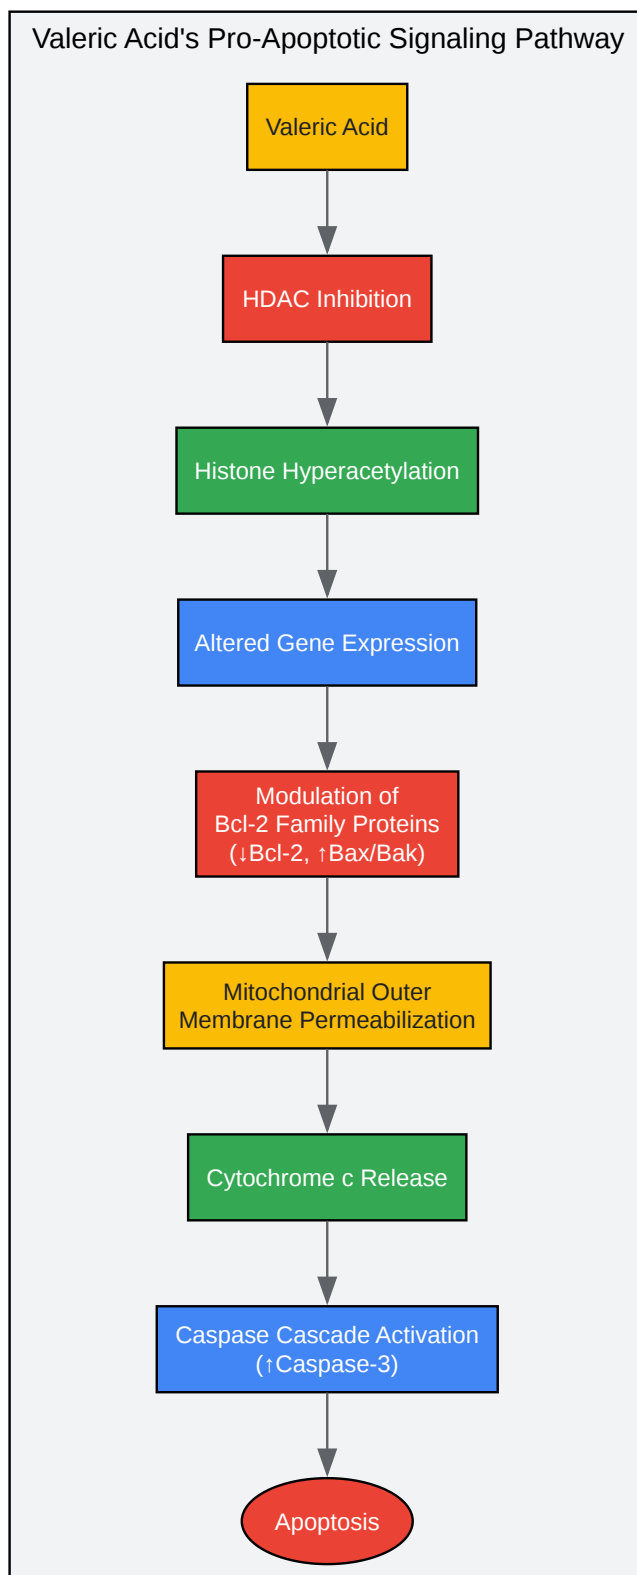 Valeric Acid's Pro-Apoptotic Signaling Pathway
Valeric Acid
HDAC Inhibition
Histone Hyperacetylation
Altered Gene Expression
Modulation of
Bcl-2 Family Proteins
(↓Bcl-2, ↑Bax/Bak)
Mitochondrial Outer
Membrane Permeabilization
Cytochrome c Release
Caspase Cascade Activation
(↑Caspase-3)
Apoptosis